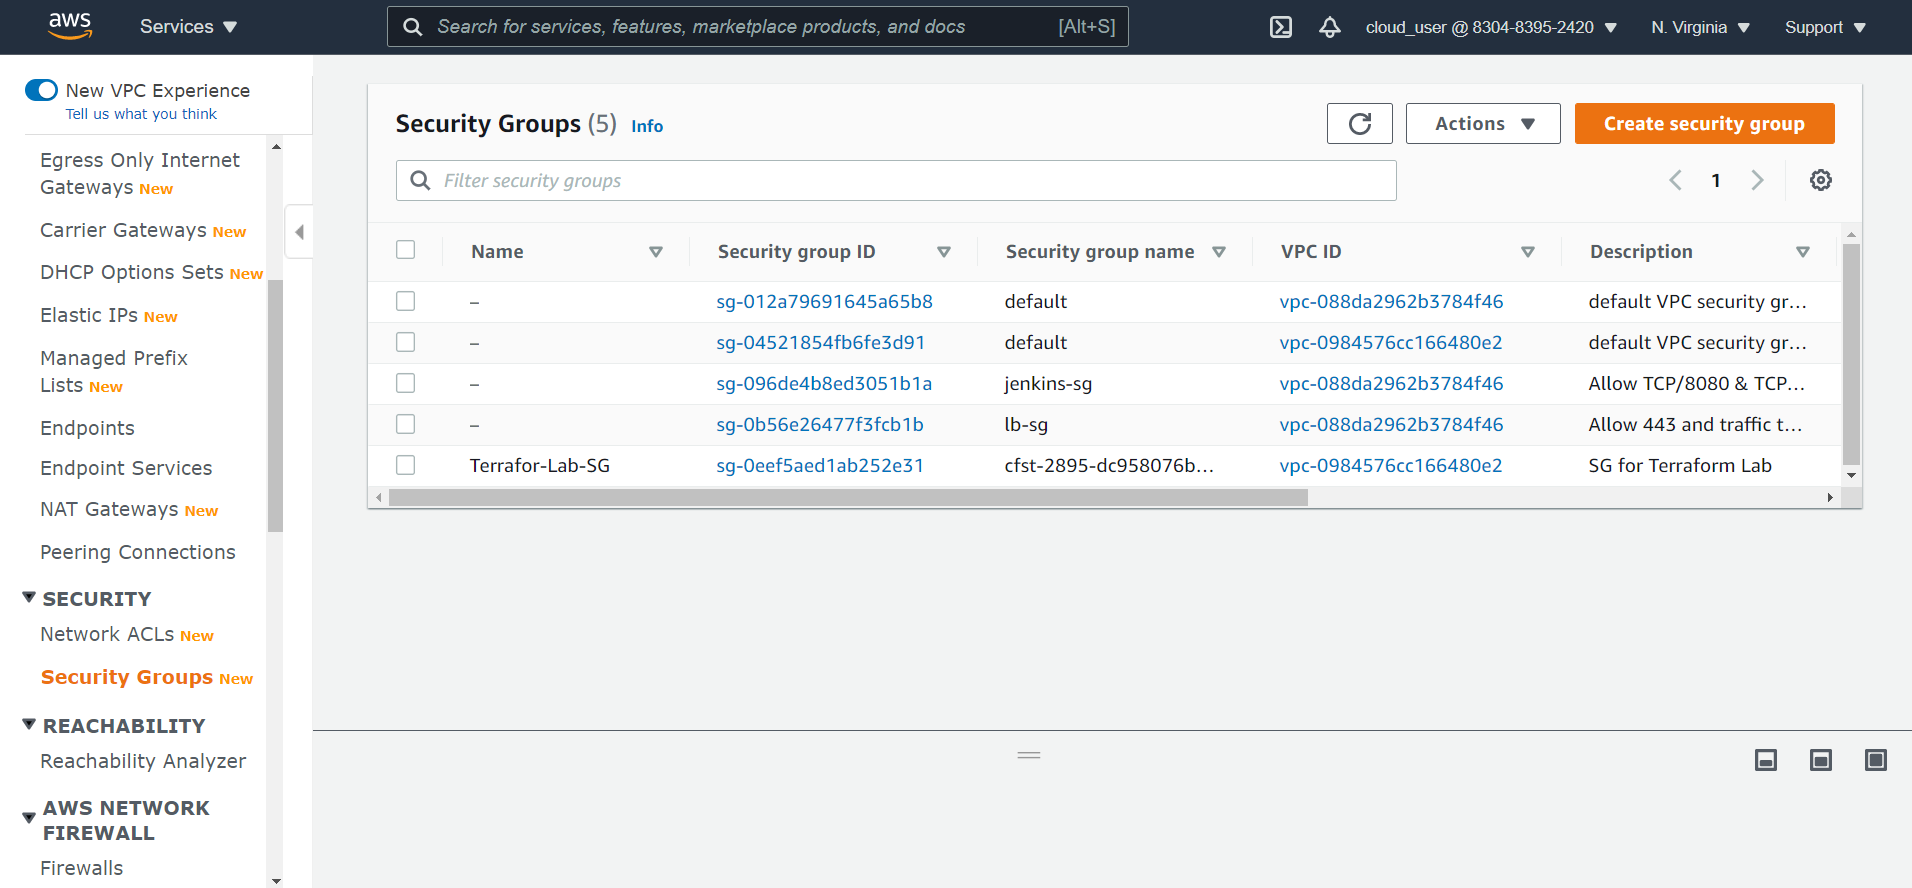 aws
Services
Search for services, features, marketplace products, and docs [Alt+S]
cloud_user @ 8304-8395-2420
N. Virginia
Support
New VPC Experience
Tell us what you think
Egress Only Internet
Gateways New
Carrier Gateways New
DHCP Options Sets New
Elastic IPs New
Managed Prefix
Lists New
Endpoints
Endpoint Services
NAT Gateways New
Peering Connections
SECURITY
Network ACLs New
Security Groups New
REACHABILITY
Reachability Analyzer
AWS NETWORK
FIREWALL
Firewalls
Security Groups (5) Info
Actions
Create security group
Filter security groups
1
Name Security group ID Security group name VPC ID Description
– sg-012a79691645a65b8 default vpc-088da2962b3784f46 default VPC security gr...
– sg-04521854fb6fe3d91 default vpc-0984576cc166480e2 default VPC security gr...
– sg-096de4b8ed3051b1a jenkins-sg vpc-088da2962b3784f46 Allow TCP/8080 & TCP...
– sg-0b56e26477f3fcb1b lb-sg vpc-088da2962b3784f46 Allow 443 and traffic t...
Terrafor-Lab-SG sg-0eef5aed1ab252e31 cfst-2895-dc958076b... vpc-0984576cc166480e2 SG for Terraform Lab